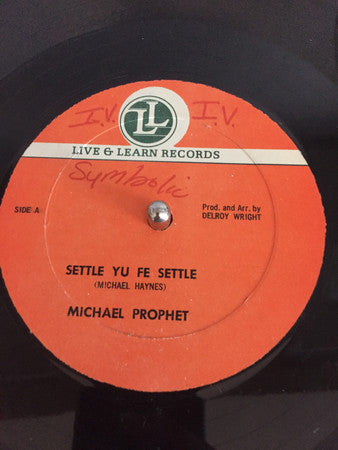 I.V. LL I.V.
LIVE & LEARN RECORDS
Symbolic
SIDE A
Prod. and Arr. by
DELROY WRIGHT
SETTLE YU FE SETTLE
(MICHAEL HAYNES)
MICHAEL PROPHET